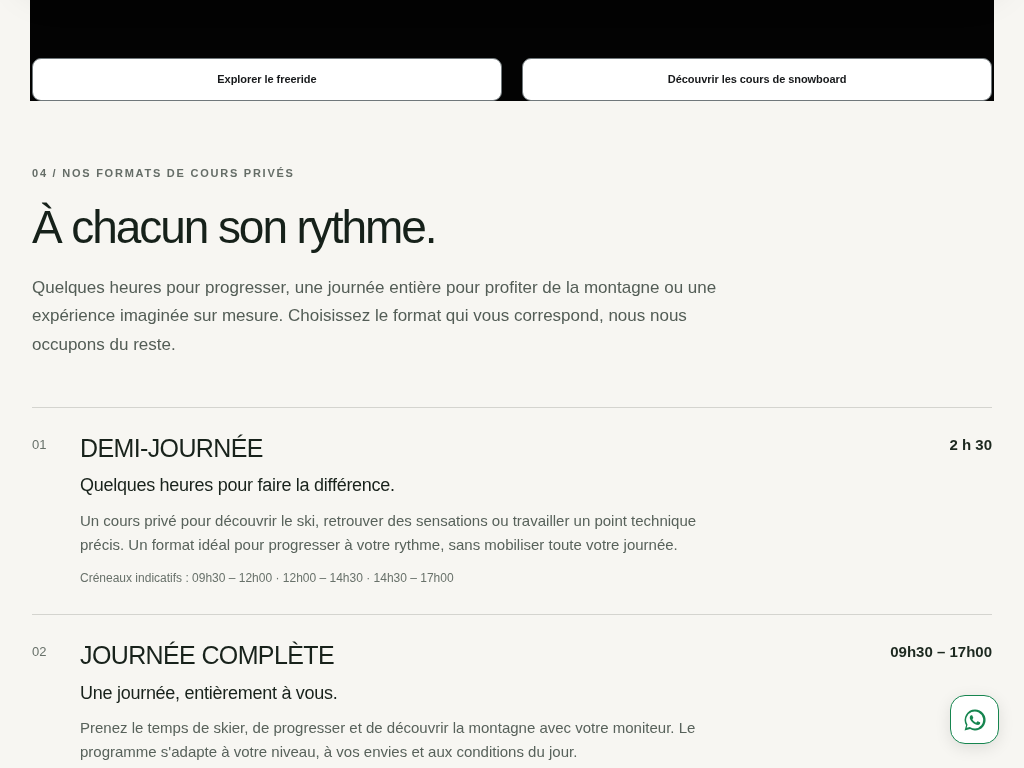 Explorer le freeride
Découvrir les cours de snowboard
04 / NOS FORMATS DE COURS PRIVÉS
À chacun son rythme.
Quelques heures pour progresser, une journée entière pour profiter de la montagne ou une
expérience imaginée sur mesure. Choisissez le format qui vous correspond, nous nous
occupons du reste.
01
DEMI-JOURNÉE
2 h 30
Quelques heures pour faire la différence.
Un cours privé pour découvrir le ski, retrouver des sensations ou travailler un point technique
précis. Un format idéal pour progresser à votre rythme, sans mobiliser toute votre journée.
Créneaux indicatifs : 09h30 – 12h00 · 12h00 – 14h30 · 14h30 – 17h00
02
JOURNÉE COMPLÈTE
09h30 – 17h00
Une journée, entièrement à vous.
Prenez le temps de skier, de progresser et de découvrir la montagne avec votre moniteur. Le
programme s'adapte à votre niveau, à vos envies et aux conditions du jour.